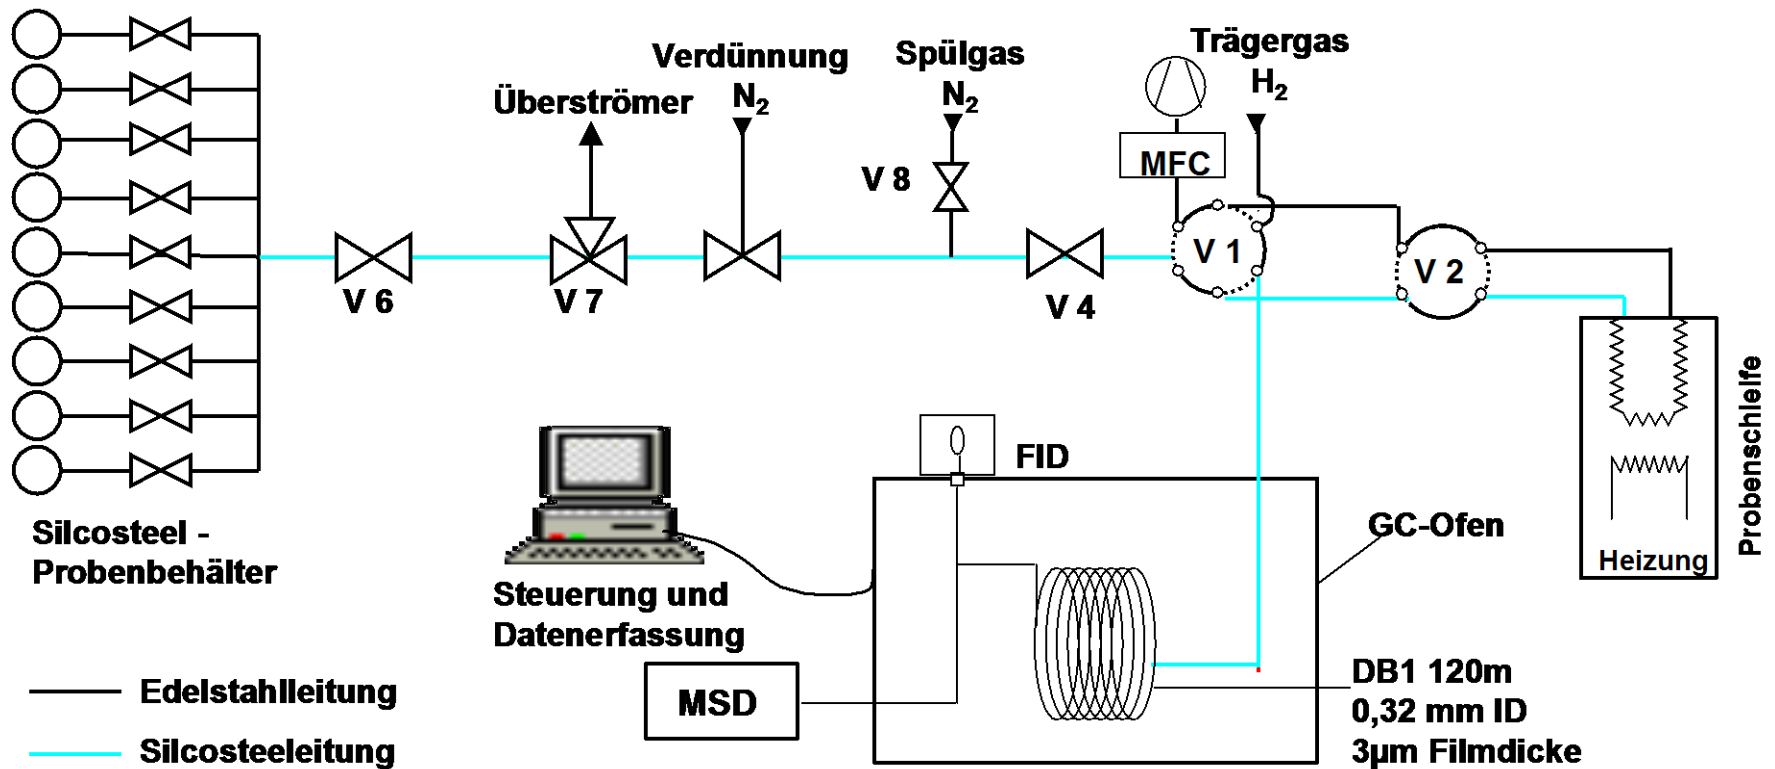 Verdünnung
N2
Überströmer
Spülgas
N2
Trägergas
H2
MFC
V 8
V 1
V 2
V 6
V 7
V 4
Silcosteel -
Probenbehälter
FID
GC-Ofen
Probenschleife
Heizung
Steuerung und
Datenerfassung
MSD
DB1 120m
0,32 mm ID
3µm Filmdicke
Edelstahlleitung
Silcosteeleitung